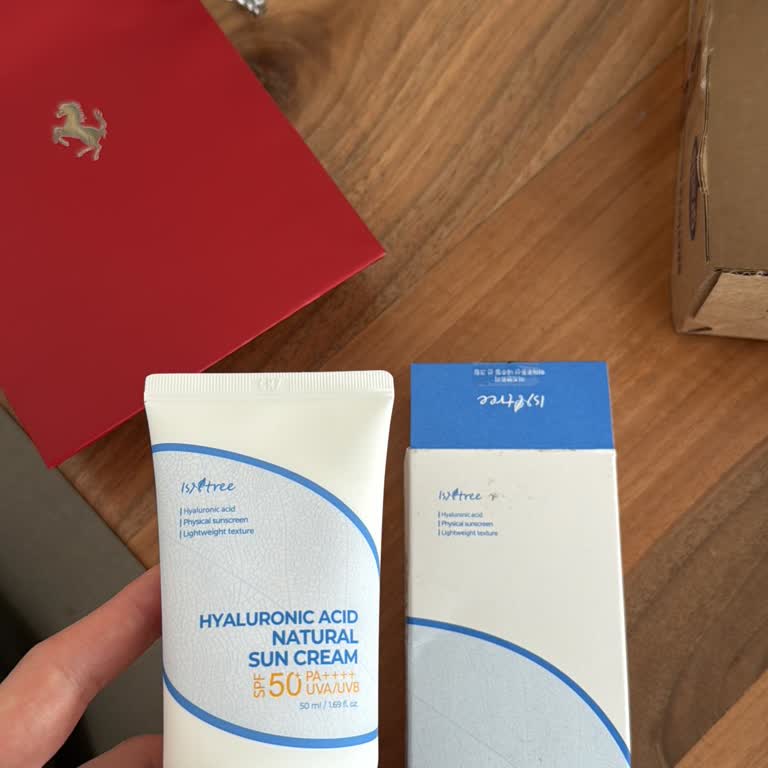 Isntree
Hyaluronic acid
Physical sunscreen
Lightweight texture
HYALURONIC ACID
NATURAL
SUN CREAM
SPF 50+ PA++++
UVA/UVB
50 ml / 1.69 fl. oz
Isntree
Isntree
Hyaluronic acid
Physical sunscreen
Lightweight texture